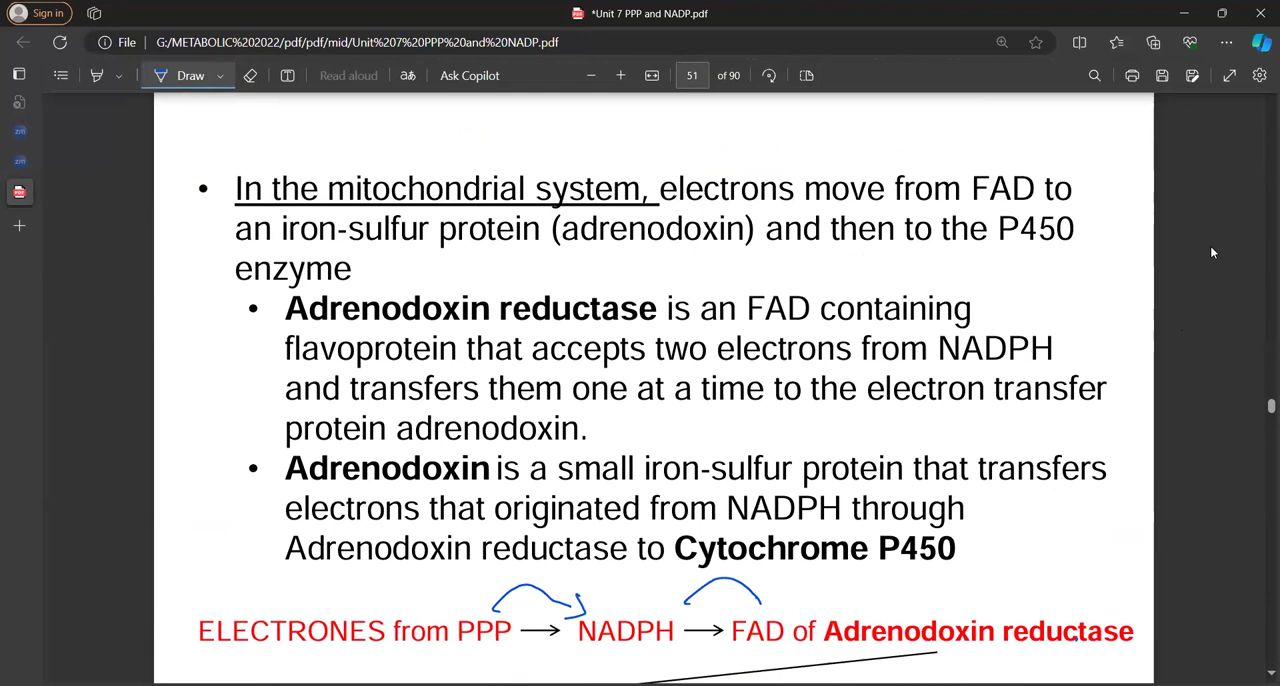 Sign in
*Unit 7 PPP and NADP.pdf
File G:/METABOLIC%202022/pdf/pdf/mid/Unit%207%20PPP%20and%20NADP.pdf
Draw Read aloud aあ Ask Copilot 51 of 90
zm
zm
PDF
• In the mitochondrial system, electrons move from FAD to
an iron-sulfur protein (adrenodoxin) and then to the P450
enzyme
• Adrenodoxin reductase is an FAD containing
flavoprotein that accepts two electrons from NADPH
and transfers them one at a time to the electron transfer
protein adrenodoxin.
• Adrenodoxin is a small iron-sulfur protein that transfers
electrons that originated from NADPH through
Adrenodoxin reductase to Cytochrome P450
ELECTRONES from PPP → NADPH → FAD of Adrenodoxin reductase